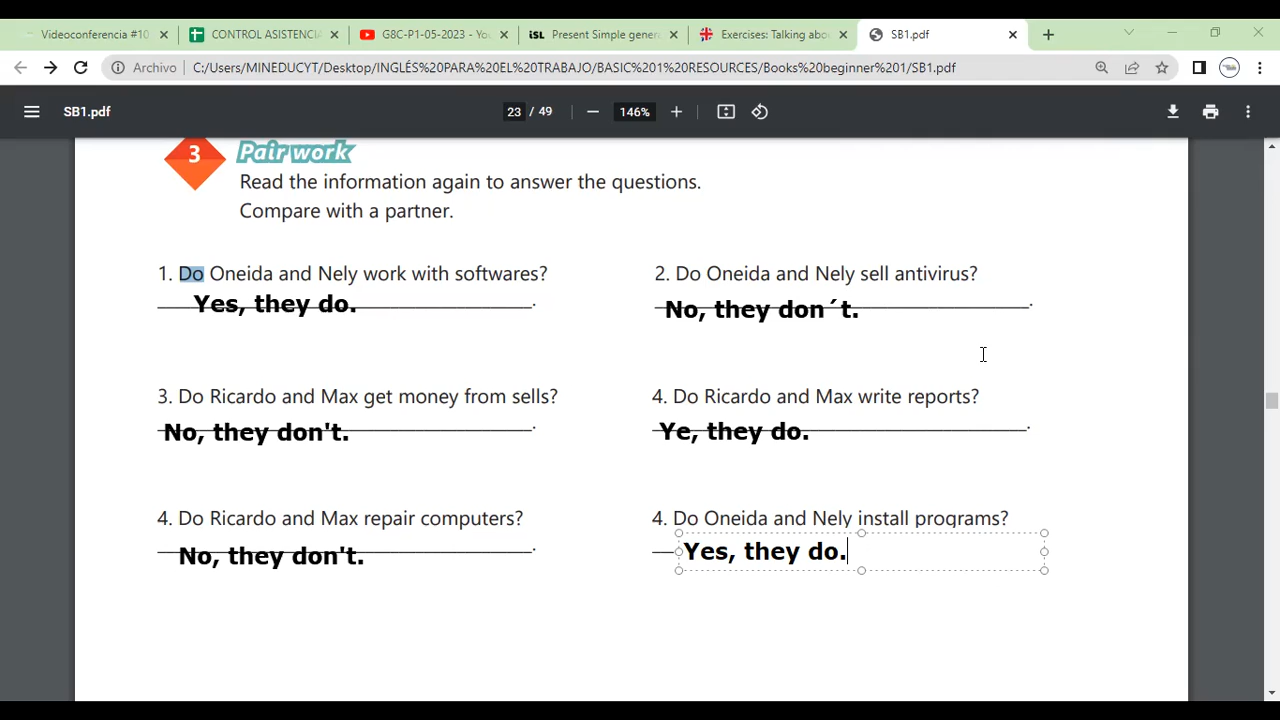 Videoconferencia #10
CONTROL ASISTENCIA
G8C-P1-05-2023 - You
Present Simple gener
Exercises: Talking abou
SB1.pdf
Archivo C:/Users/MINEDUCYT/Desktop/INGLÉS%20PARA%20EL%20TRABAJO/BASIC%201%20RESOURCES/Books%20beginner%201/SB1.pdf
SB1.pdf
23 / 49
146%
3 Pair work
Read the information again to answer the questions.
Compare with a partner.
1. Do Oneida and Nely work with softwares?
Yes, they do.
2. Do Oneida and Nely sell antivirus?
No, they don´t.
3. Do Ricardo and Max get money from sells?
No, they don't.
4. Do Ricardo and Max write reports?
Ye, they do.
4. Do Ricardo and Max repair computers?
No, they don't.
4. Do Oneida and Nely install programs?
Yes, they do.